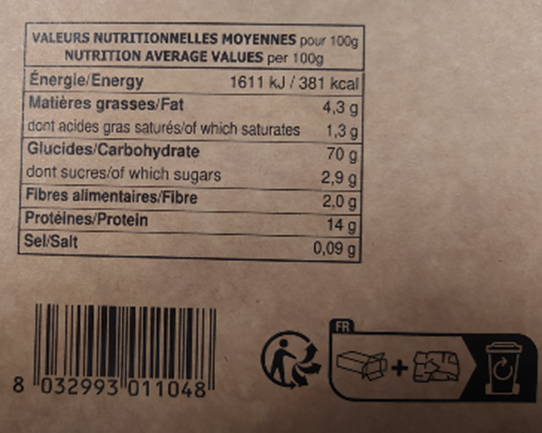 VALEURS NUTRITIONNELLES MOYENNES pour 100g
NUTRITION AVERAGE VALUES per 100g
Énergie/Energy 1611 kJ / 381 kcal
Matières grasses/Fat 4,3 g
dont acides gras saturés/of which saturates 1,3 g
Glucides/Carbohydrate 70 g
dont sucres/of which sugars 2,9 g
Fibres alimentaires/Fibre 2,0 g
Protéines/Protein 14 g
Sel/Salt 0,09 g
FR
+
8 032993 011048